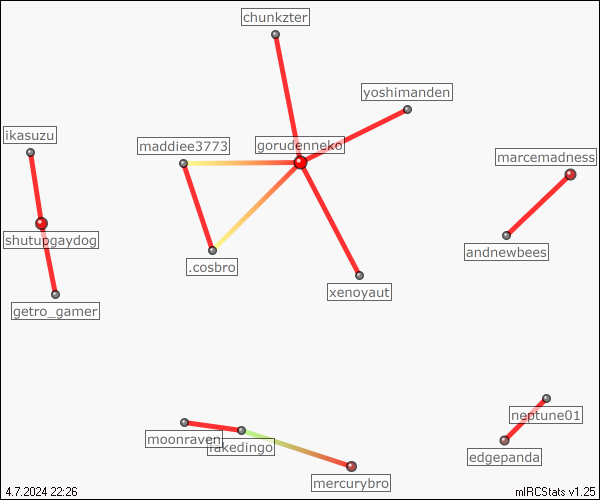 chunkzter
yoshimanden
ikasuzu
maddiee3773
gorudenneko
marcemadness
shutupgaydog
andnewbees
.cosbro
xenoyaut
getro_gamer
neptune01
moonraven
fakedingo
edgepanda
mercurybro
4.7.2024 22:26
mIRCStats v1.25